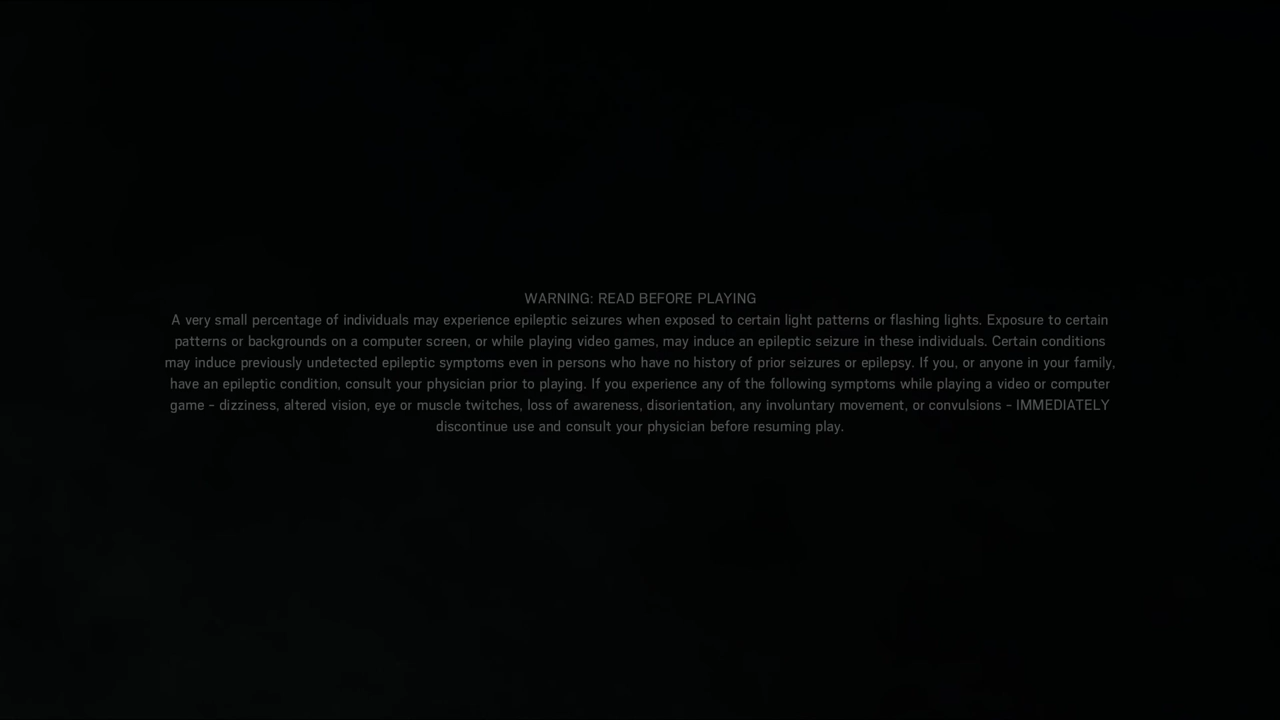 WARNING: READ BEFORE PLAYING
A very small percentage of individuals may experience epileptic seizures when exposed to certain light patterns or flashing lights. Exposure to certain
patterns or backgrounds on a computer screen, or while playing video games, may induce an epileptic seizure in these individuals. Certain conditions
may induce previously undetected epileptic symptoms even in persons who have no history of prior seizures or epilepsy. If you, or anyone in your family,
have an epileptic condition, consult your physician prior to playing. If you experience any of the following symptoms while playing a video or computer
game – dizziness, altered vision, eye or muscle twitches, loss of awareness, disorientation, any involuntary movement, or convulsions – IMMEDIATELY
discontinue use and consult your physician before resuming play.